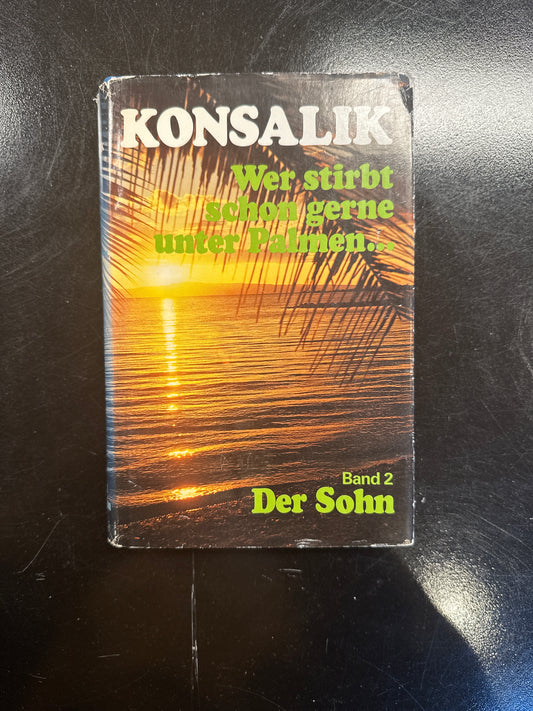 KONSALIK
Wer stirbt
schon gerne
unter Palmen...
Band 2
Der Sohn